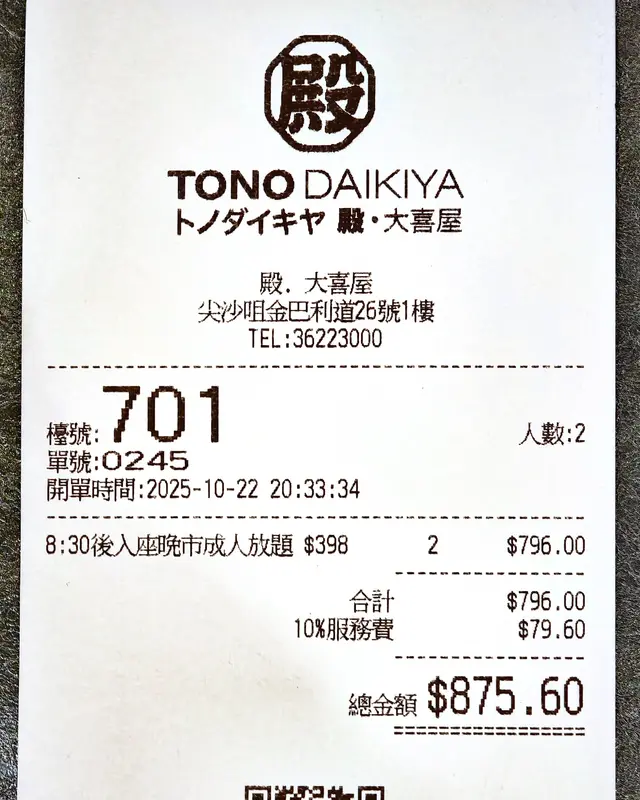 殿
TONO DAIKIYA
トノダイキヤ 殿・大喜屋
殿. 大喜屋
尖沙咀金巴利道26號1樓
TEL:36223000
檯號:701 人數:2
單號:0245
開單時間:2025-10-22 20:33:34
8:30後入座晚市成人放題 $398 2 $796.00
合計 $796.00
10%服務費 $79.60
總金額 $875.60